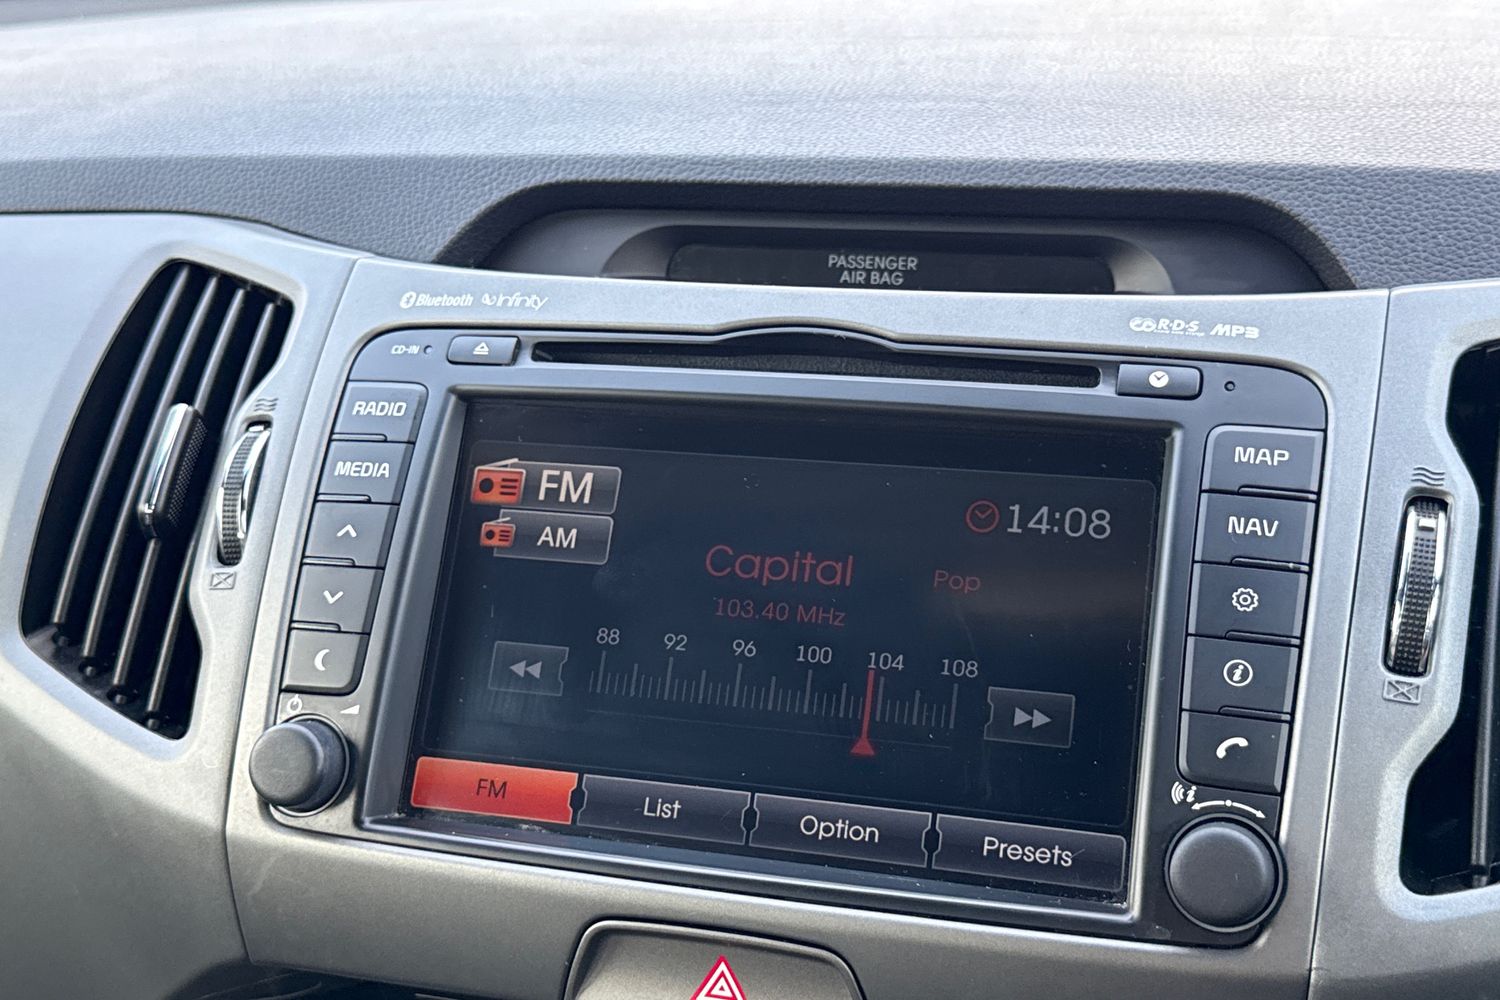 PASSENGER
AIR BAG
Bluetooth infinity
R·D·S MP3
CD-IN
RADIO
MEDIA
MAP
NAV
FM
AM
14:08
Capital
Pop
103.40 MHz
88 92 96 100 104 108
FM List Option Presets